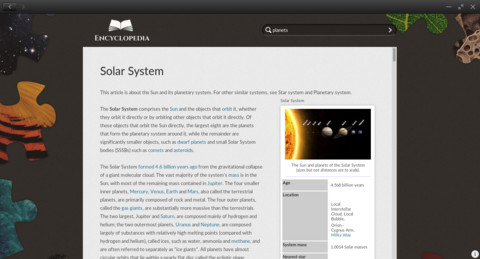 ENCYCLOPEDIA
planets
Solar System
This article is about the Sun and its planetary system. For other similar systems, see Star system and Planetary system.
The Solar System comprises the Sun and the objects that orbit it, whether
they orbit it directly or by orbiting other objects that orbit it directly. Of
those objects that orbit the Sun directly, the largest eight are the planets
that form the planetary system around it, while the remainder are
significantly smaller objects, such as dwarf planets and small Solar System
bodies (SSSBs) such as comets and asteroids.
The Solar System formed 4.6 billion years ago from the gravitational collapse
of a giant molecular cloud. The vast majority of the system's mass is in the
Sun, with most of the remaining mass contained in Jupiter. The four smaller
inner planets, Mercury, Venus, Earth and Mars, also called the terrestrial
planets, are primarily composed of rock and metal. The four outer planets,
called the gas giants, are substantially more massive than the terrestrials.
The two largest, Jupiter and Saturn, are composed mainly of hydrogen and
helium; the two outermost planets, Uranus and Neptune, are composed
largely of substances with relatively high melting points (compared with
hydrogen and helium), called ices, such as water, ammonia and methane, and
are often referred to separately as "ice giants". All planets have almost
circular orbits that lie within a nearly flat disc called the ecliptic plane.
Solar System
The Sun and the planets of the Solar System
(sizes but not distances are to scale)
Age
4.568 billion years
Location
Local
Interstellar
Cloud, Local
Bubble,
Orion–
Cygnus Arm,
Milky Way
System mass
1.0014 Solar masses
Nearest star